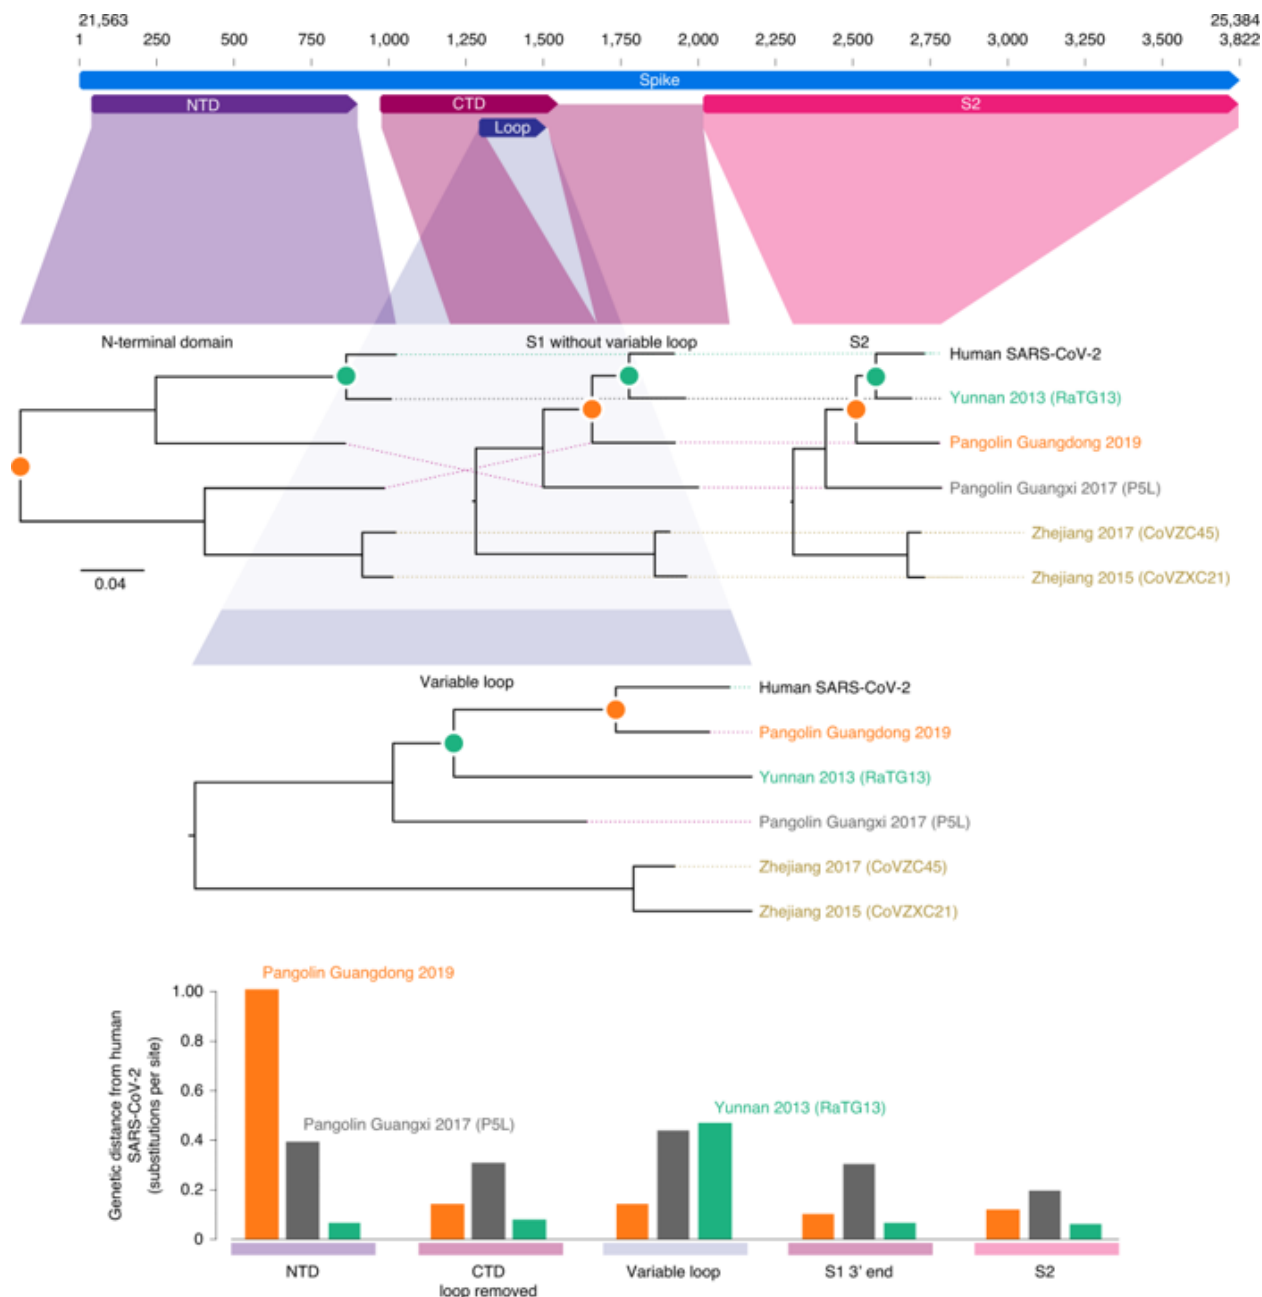 21,563 25,384
1 250 500 750 1,000 1,250 1,500 1,750 2,000 2,250 2,500 2,750 3,000 3,250 3,500 3,822
Spike
NTD CTD S2
Loop
N-terminal domain S1 without variable loop S2
Human SARS-CoV-2
Yunnan 2013 (RaTG13)
Pangolin Guangdong 2019
Pangolin Guangxi 2017 (P5L)
Zhejiang 2017 (CoVZC45)
Zhejiang 2015 (CoVZXC21)
0.04
Variable loop
Human SARS-CoV-2
Pangolin Guangdong 2019
Yunnan 2013 (RaTG13)
Pangolin Guangxi 2017 (P5L)
Zhejiang 2017 (CoVZC45)
Zhejiang 2015 (CoVZXC21)
Genetic distance from human
SARS-CoV-2
(substitutions per site)
1.00
0.8
0.6
0.4
0.2
0
Pangolin Guangdong 2019
Pangolin Guangxi 2017 (P5L)
Yunnan 2013 (RaTG13)
NTD CTD Variable loop S1 3' end S2
loop removed